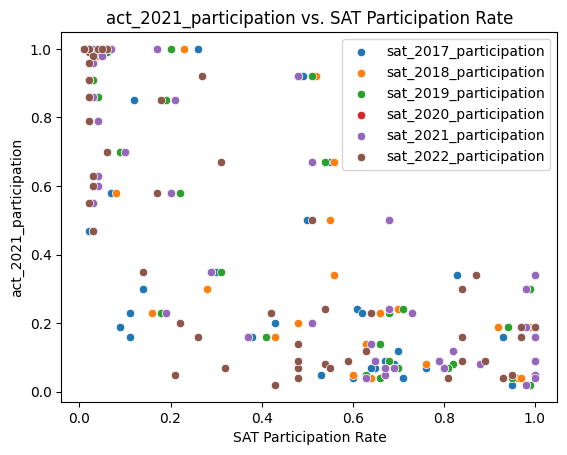 act_2021_participation vs. SAT Participation Rate
sat_2017_participation
sat_2018_participation
sat_2019_participation
sat_2020_participation
sat_2021_participation
sat_2022_participation
act_2021_participation
1.0
0.8
0.6
0.4
0.2
0.0
0.0 0.2 0.4 0.6 0.8 1.0
SAT Participation Rate